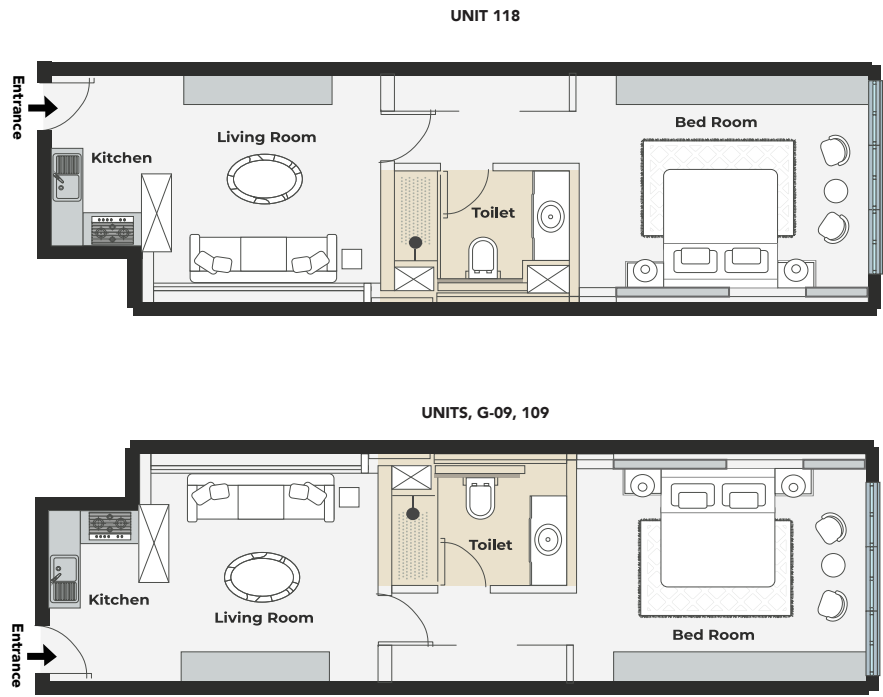 UNIT 118
Entrance
Kitchen
Living Room
Bed Room
Toilet
UNITS, G-09, 109
Entrance
Kitchen
Living Room
Toilet
Bed Room